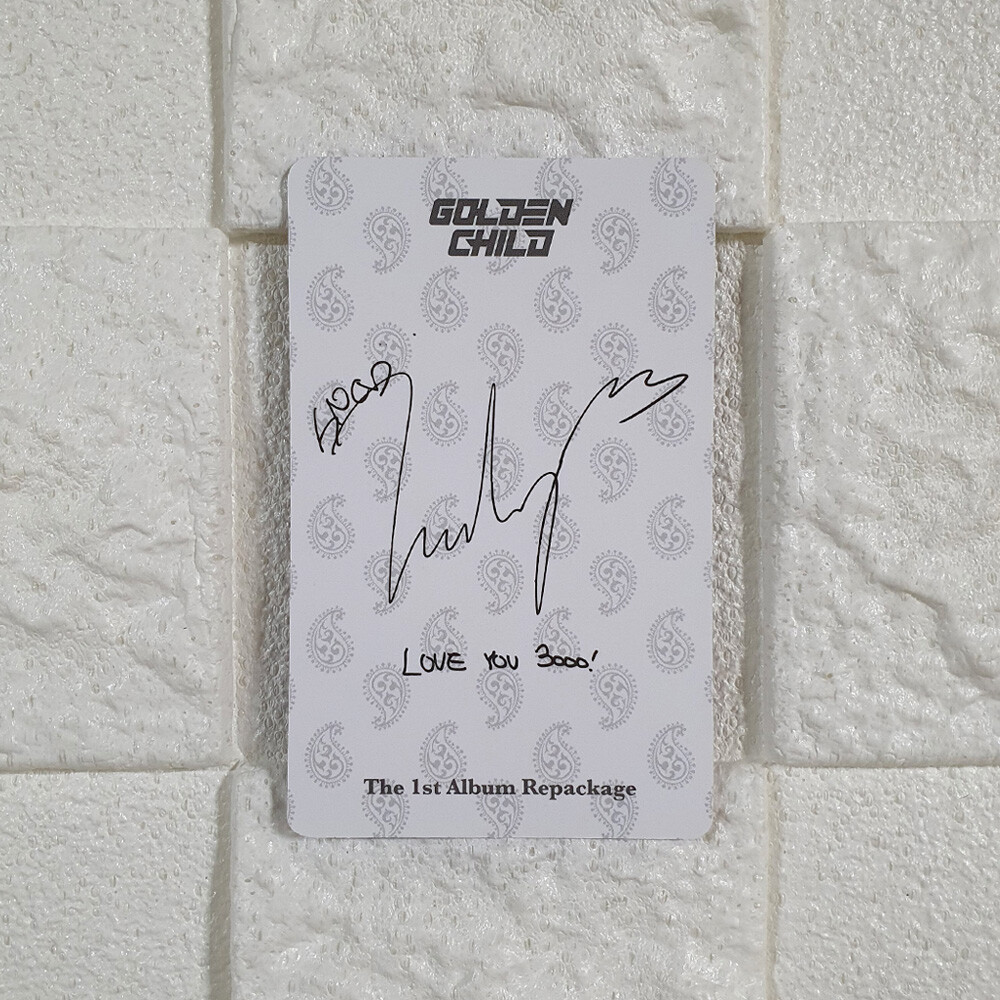 GOLDEN
CHILD
LOVE YOU 3000!
The 1st Album Repackage